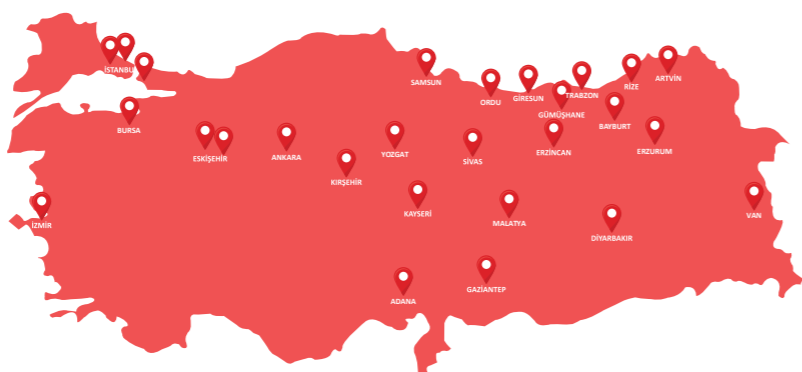 İSTANBU
SAMSUN
ORDU
GİRESUN
TRABZON
RİZE
ARTVİN
GÜMÜŞHANE
BURSA
ESKİŞEHİR
ANKARA
YOZGAT
SİVAS
ERZİNCAN
BAYBURT
ERZURUM
KIRŞEHİR
KAYSERİ
MALATYA
DİYARBAKIR
VAN
İZMİR
ADANA
GAZİANTEP